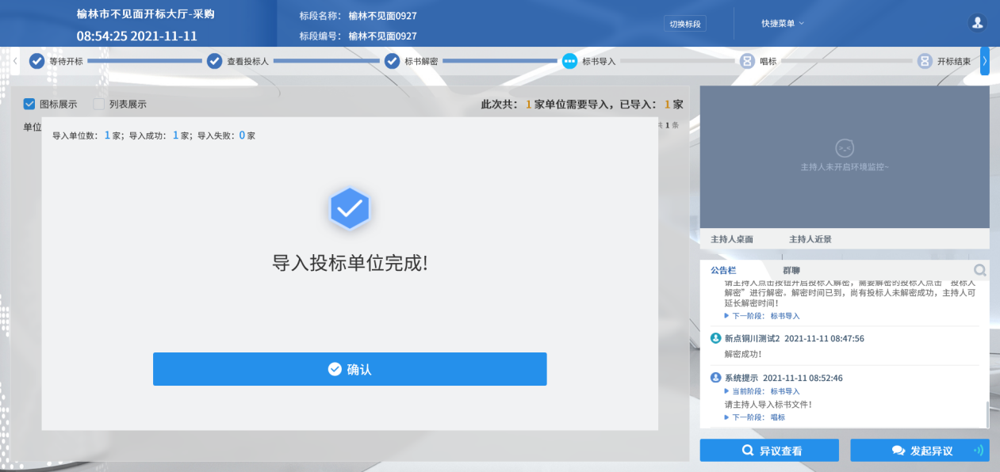 榆林市不见面开标大厅-采购
08:54:25 2021-11-11
标段名称： 榆林不见面0927
标段编号： 榆林不见面0927
切换标段
快捷菜单
等待开标
查看投标人
标书解密
标书导入
唱标
开标结束
图标展示
列表展示
此次共： 1 家单位需要导入，已导入： 1 家
单位
共 1 条
导入单位数： 1 家；导入成功： 1 家；导入失败：0 家
导入投标单位完成!
确认
>_<
主持人未开启环境监控~
主持人桌面
主持人近景
公告栏
群聊
请主持人点击按钮开启投标人解密，需要解密的投标人点击“投标人
解密”进行解密。解密时间已到，尚有投标人未解密成功，主持人可
延长解密时间！
下一阶段： 标书导入
新点铜川测试2 2021-11-11 08:47:56
解密成功！
系统提示 2021-11-11 08:52:46
当前阶段： 标书导入
请主持人导入标书文件！
下一阶段： 唱标
异议查看
发起异议